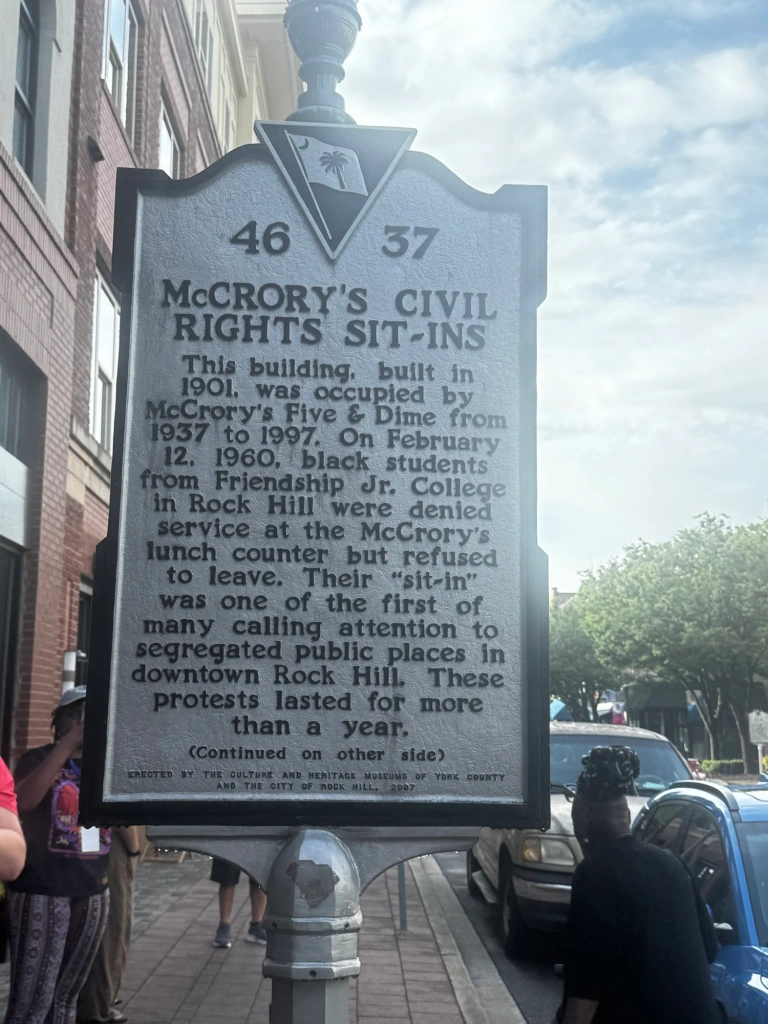 46 37
McCRORY'S CIVIL
RIGHTS SIT-INS
This building, built in
1901, was occupied by
McCrory's Five & Dime from
1937 to 1997. On February
12, 1960, black students
from Friendship Jr. College
in Rock Hill were denied
service at the McCrory's
lunch counter but refused
to leave. Their "sit-in"
was one of the first of
many calling attention to
segregated public places in
downtown Rock Hill. These
protests lasted for more
than a year.
(Continued on other side)
ERECTED BY THE CULTURE AND HERITAGE MUSEUMS OF YORK COUNTY
AND THE CITY OF ROCK HILL, 2007